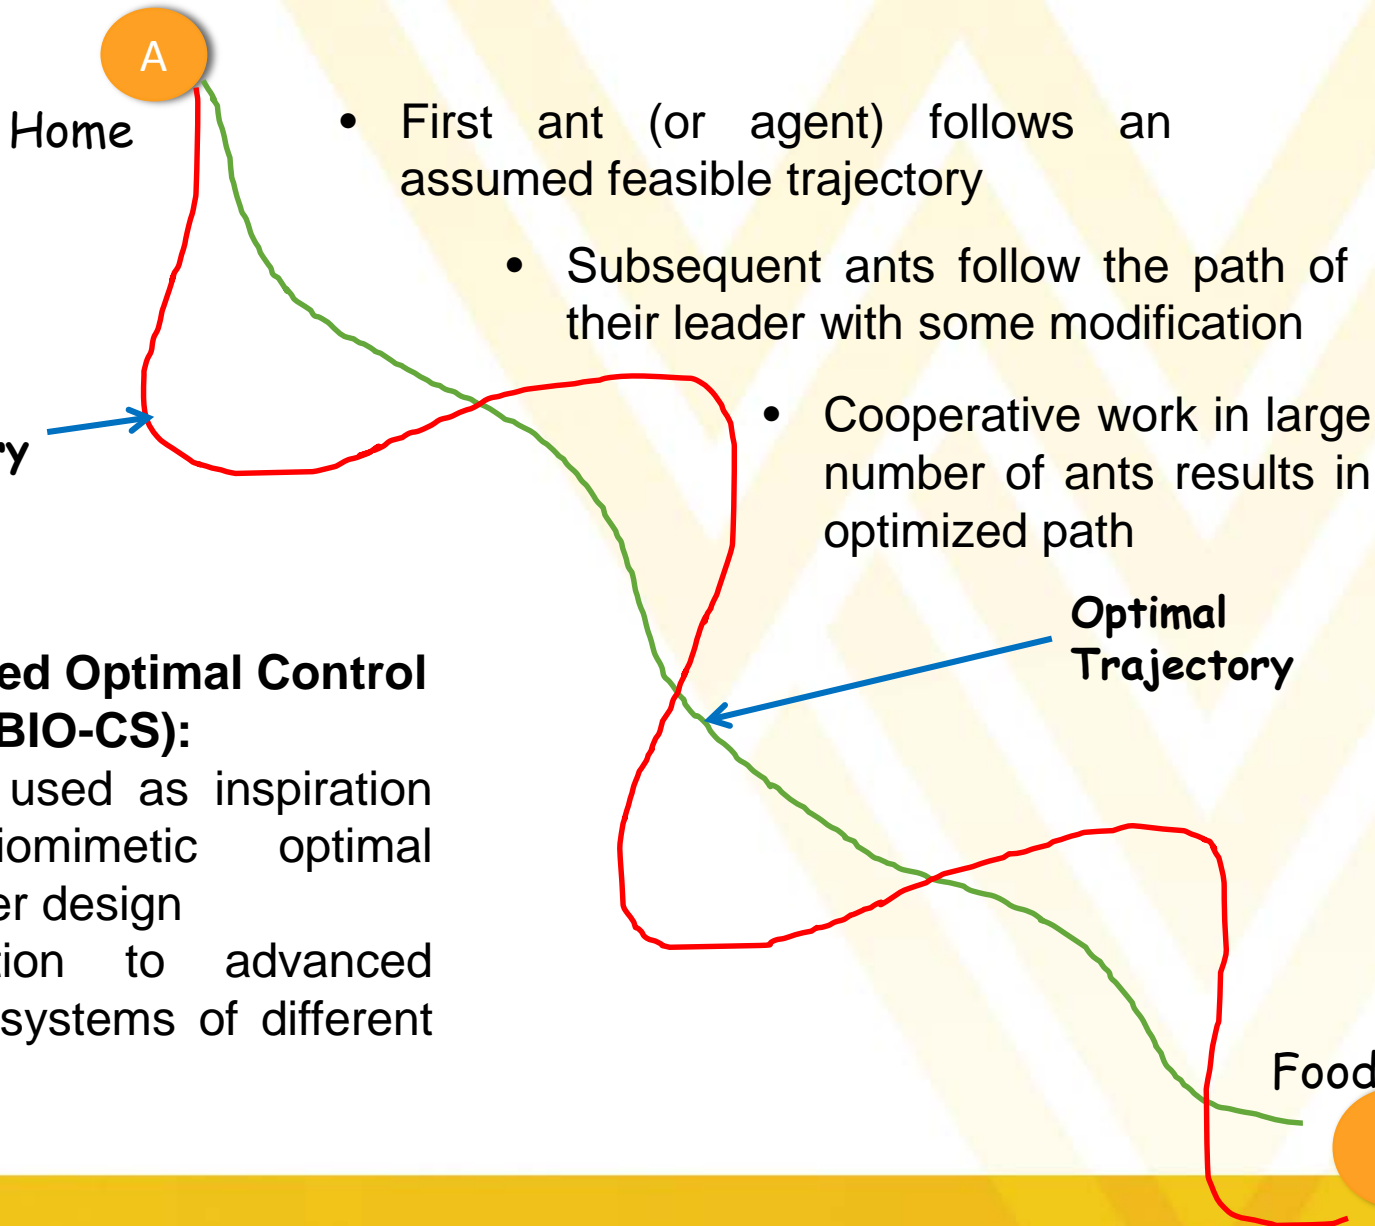 A
Home
• First ant (or agent) follows an
assumed feasible trajectory
• Subsequent ants follow the path of
their leader with some modification
• Cooperative work in large
number of ants results in
optimized path
ry
Optimal
Trajectory
ed Optimal Control
BIO-CS):
used as inspiration
iomimetic optimal
er design
tion to advanced
systems of different
Food